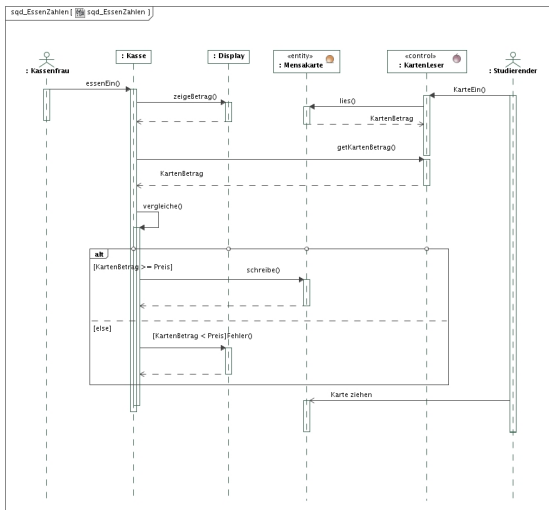 sqd_EssenZahlen [ sqd_EssenZahlen ]
: Kassenfrau
: Kasse
: Display
«entity»
: Mensakarte
«control»
: KartenLeser
: Studierender
essenEin()
KarteEin()
zeigeBetrag()
lies()
KartenBetrag
getKartenBetrag()
KartenBetrag
vergleiche()
alt
[KartenBetrag >= Preis]
schreibe()
[else]
[KartenBetrag < Preis]Fehler()
Karte ziehen